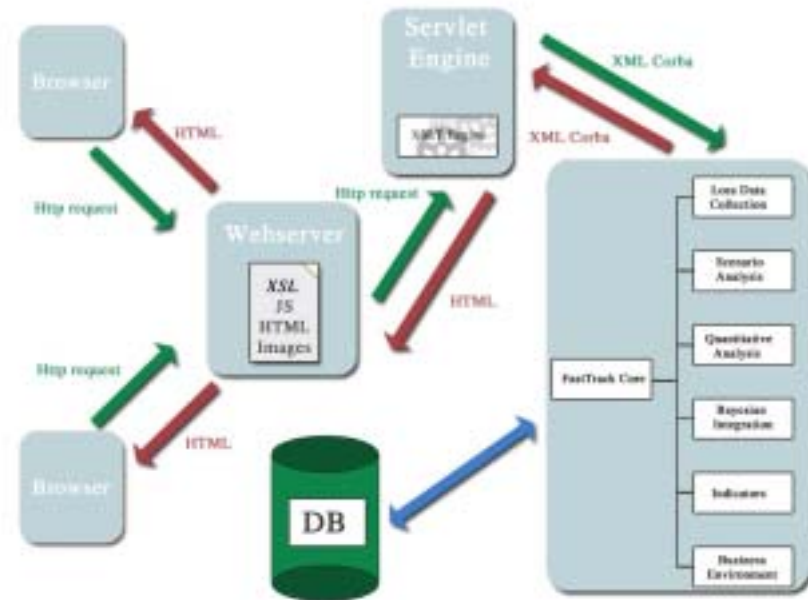 Browser
HTML
Http request
Servlet
Engine
XML Corba
XML Corba
Http request
HTML
Webserver
XSL
JS
HTML
Images
Http request
HTML
Browser
DB
FastTrack Core
Loss Data
Collection
Scenario
Analysis
Quantitative
Analysis
Bayesian
Integration
Indicators
Business
Environment